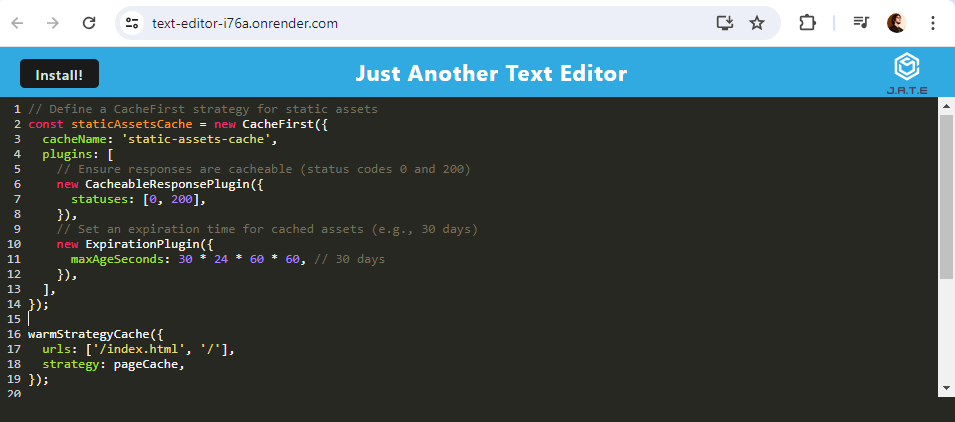 text-editor-i76a.onrender.com
Install!
Just Another Text Editor
J.A.T.E
1 // Define a CacheFirst strategy for static assets
2 const staticAssetsCache = new CacheFirst({
3   cacheName: 'static-assets-cache',
4   plugins: [
5     // Ensure responses are cacheable (status codes 0 and 200)
6     new CacheableResponsePlugin({
7       statuses: [0, 200],
8     }),
9     // Set an expiration time for cached assets (e.g., 30 days)
10     new ExpirationPlugin({
11       maxAgeSeconds: 30 * 24 * 60 * 60, // 30 days
12     }),
13   ],
14 });
15
16 warmStrategyCache({
17   urls: ['/index.html', '/'],
18   strategy: pageCache,
19 });
20